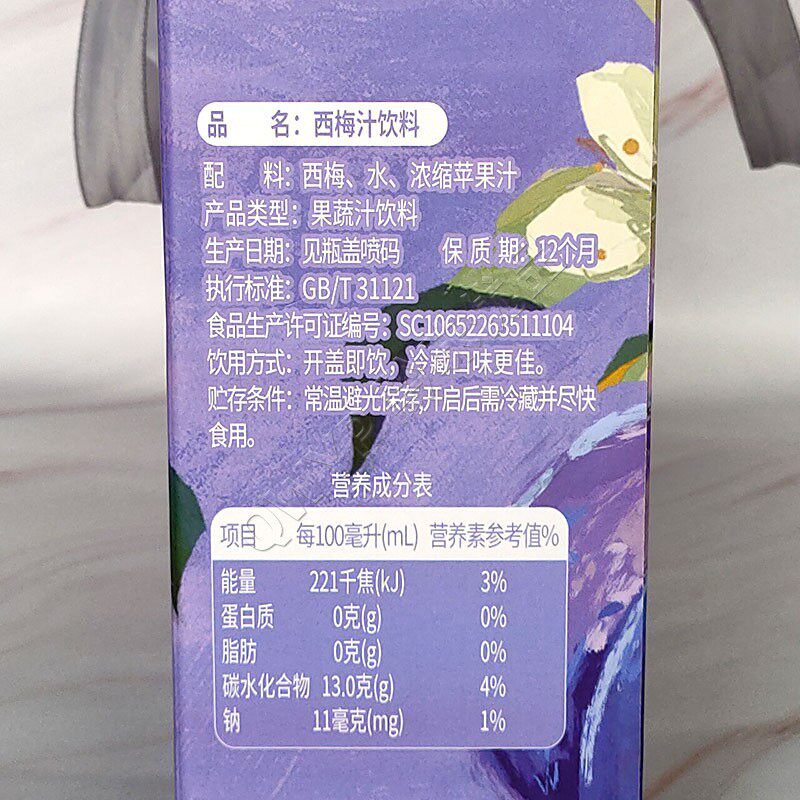 品 名：西梅汁饮料
配 料：西梅、水、浓缩苹果汁
产品类型：果蔬汁饮料
生产日期：见瓶盖喷码 保质期：12个月
执行标准：GB/T 31121
食品生产许可证编号：SC10652263511104
饮用方式：开盖即饮，冷藏口味更佳。
贮存条件：常温避光保存，开启后需冷藏并尽快
食用。
营养成分表
项目 每100毫升(mL) 营养素参考值%
能量 221千焦(kJ) 3%
蛋白质 0克(g) 0%
脂肪 0克(g) 0%
碳水化合物 13.0克(g) 4%
钠 11毫克(mg) 1%